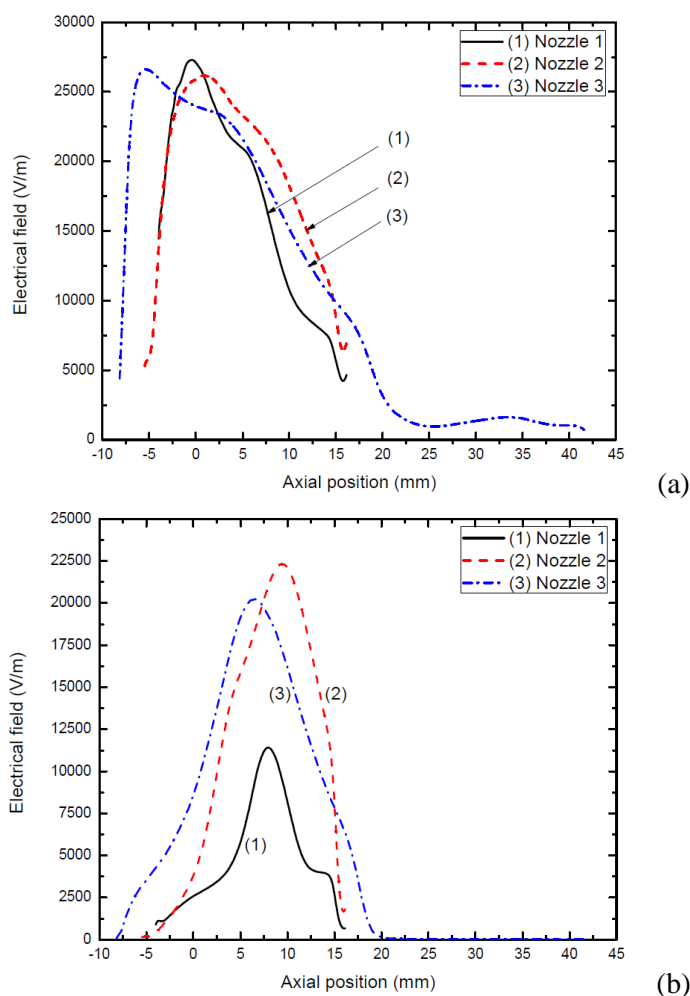 30000
25000
20000
15000
10000
5000
0
Electrical field (V/m)
(1) Nozzle 1
(2) Nozzle 2
(3) Nozzle 3
(1)
(2)
(3)
-10 -5 0 5 10 15 20 25 30 35 40 45
Axial position (mm)
(a)
25000
22500
20000
17500
15000
12500
10000
7500
5000
2500
0
Electrical field (V/m)
(1) Nozzle 1
(2) Nozzle 2
(3) Nozzle 3
(3)
(2)
(1)
-10 -5 0 5 10 15 20 25 30 35 40 45
Axial position (mm)
(b)